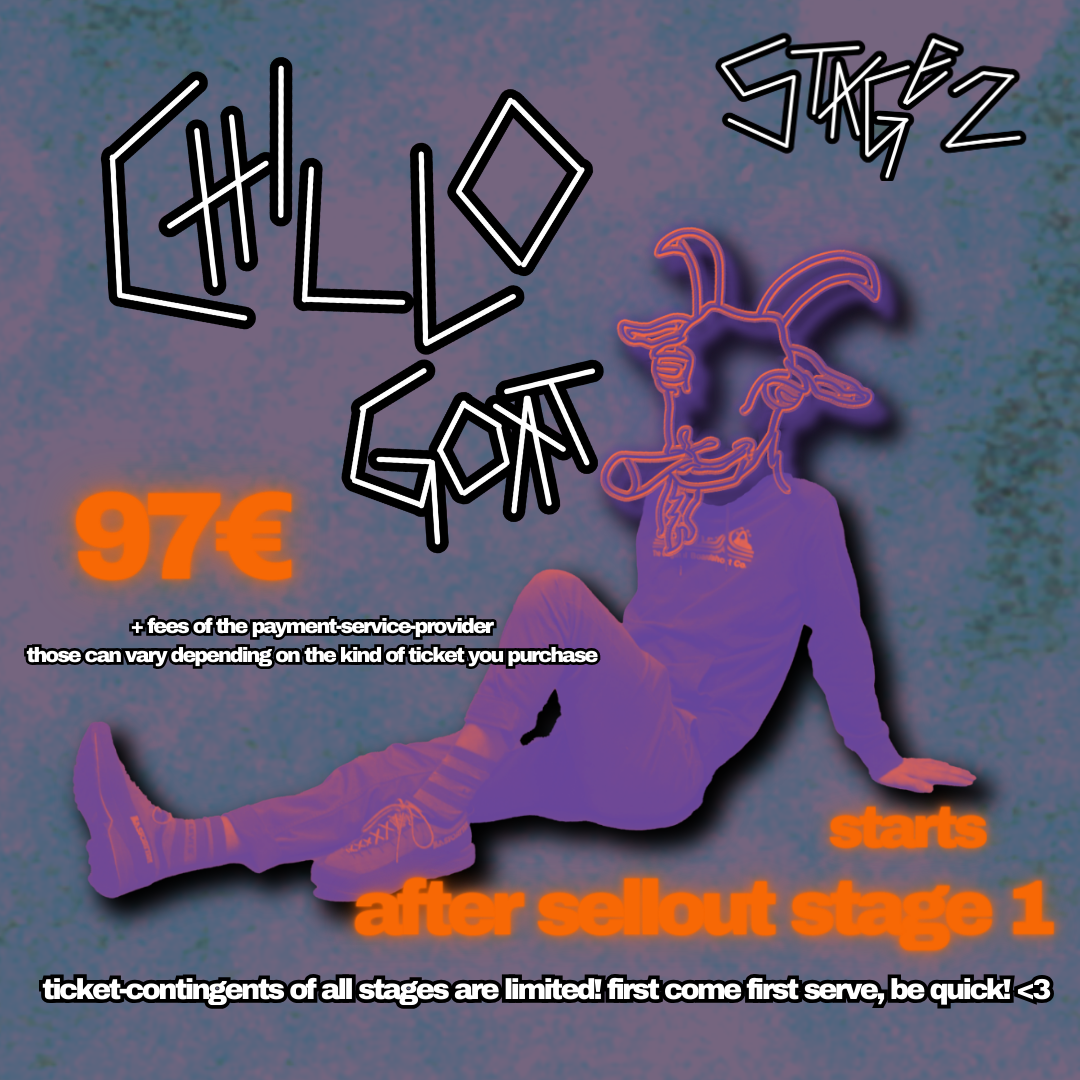 CHILLO
GOAT
STAGE 2
97€
+ fees of the payment-service-provider
those can vary depending on the kind of ticket you purchase
starts
after sellout stage 1
ticket-contingents of all stages are limited! first come first serve, be quick! <3